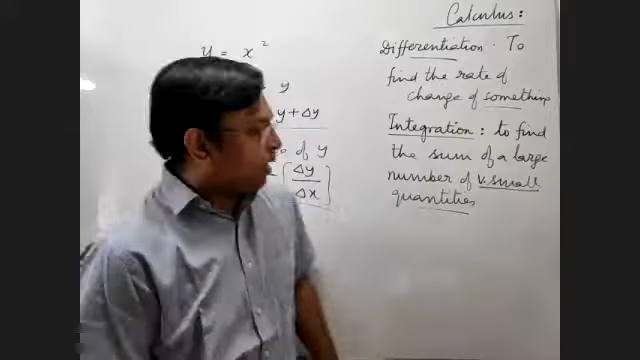 Calculus:
Differentiation. To
find the rate of
change of something
Integration: to find
the sum of a large
number of v. small
quantities
y = x²
y
y + Δy
of y
[Δy
Δx]